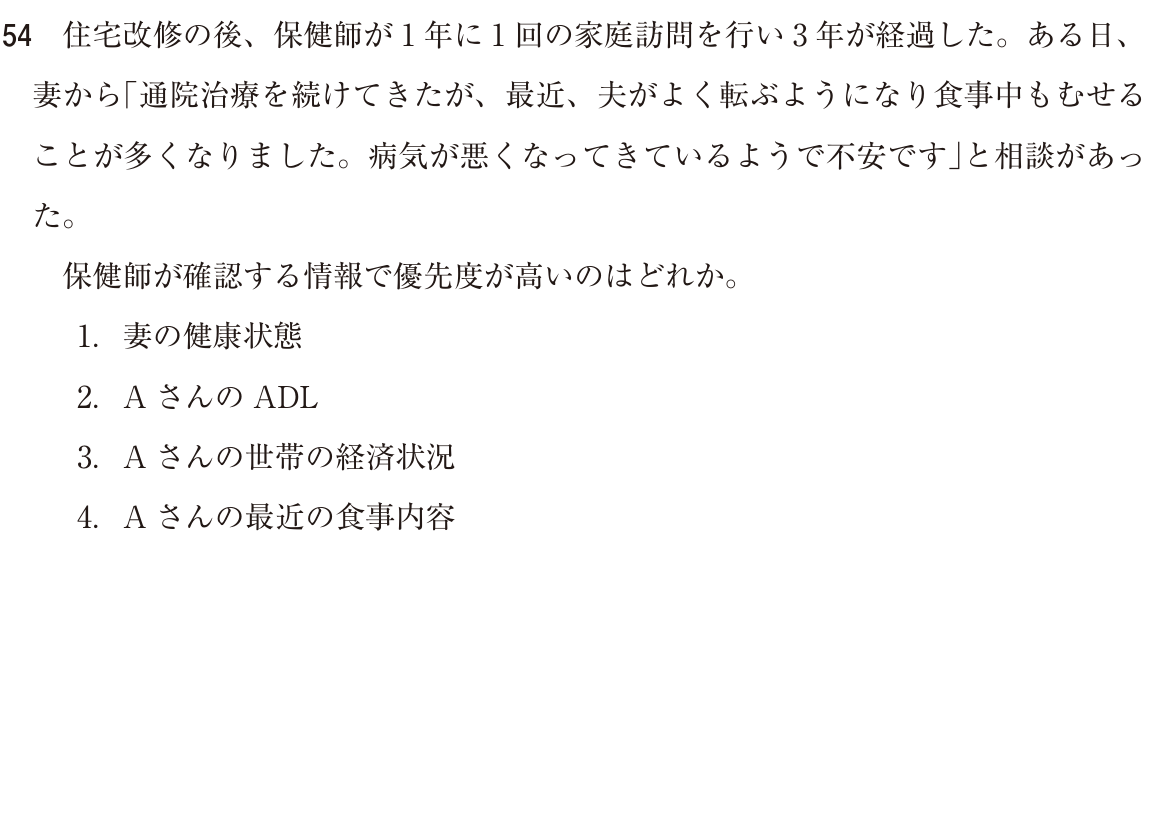 54 住宅改修の後、保健師が1年に1回の家庭訪問を行い3年が経過した。ある日、
妻から「通院治療を続けてきたが、最近、夫がよく転ぶようになり食事中もむせる
ことが多くなりました。病気が悪くなってきているようで不安です」と相談があっ
た。
保健師が確認する情報で優先度が高いのはどれか。
1. 妻の健康状態
2. A さんの ADL
3. A さんの世帯の経済状況
4. A さんの最近の食事内容